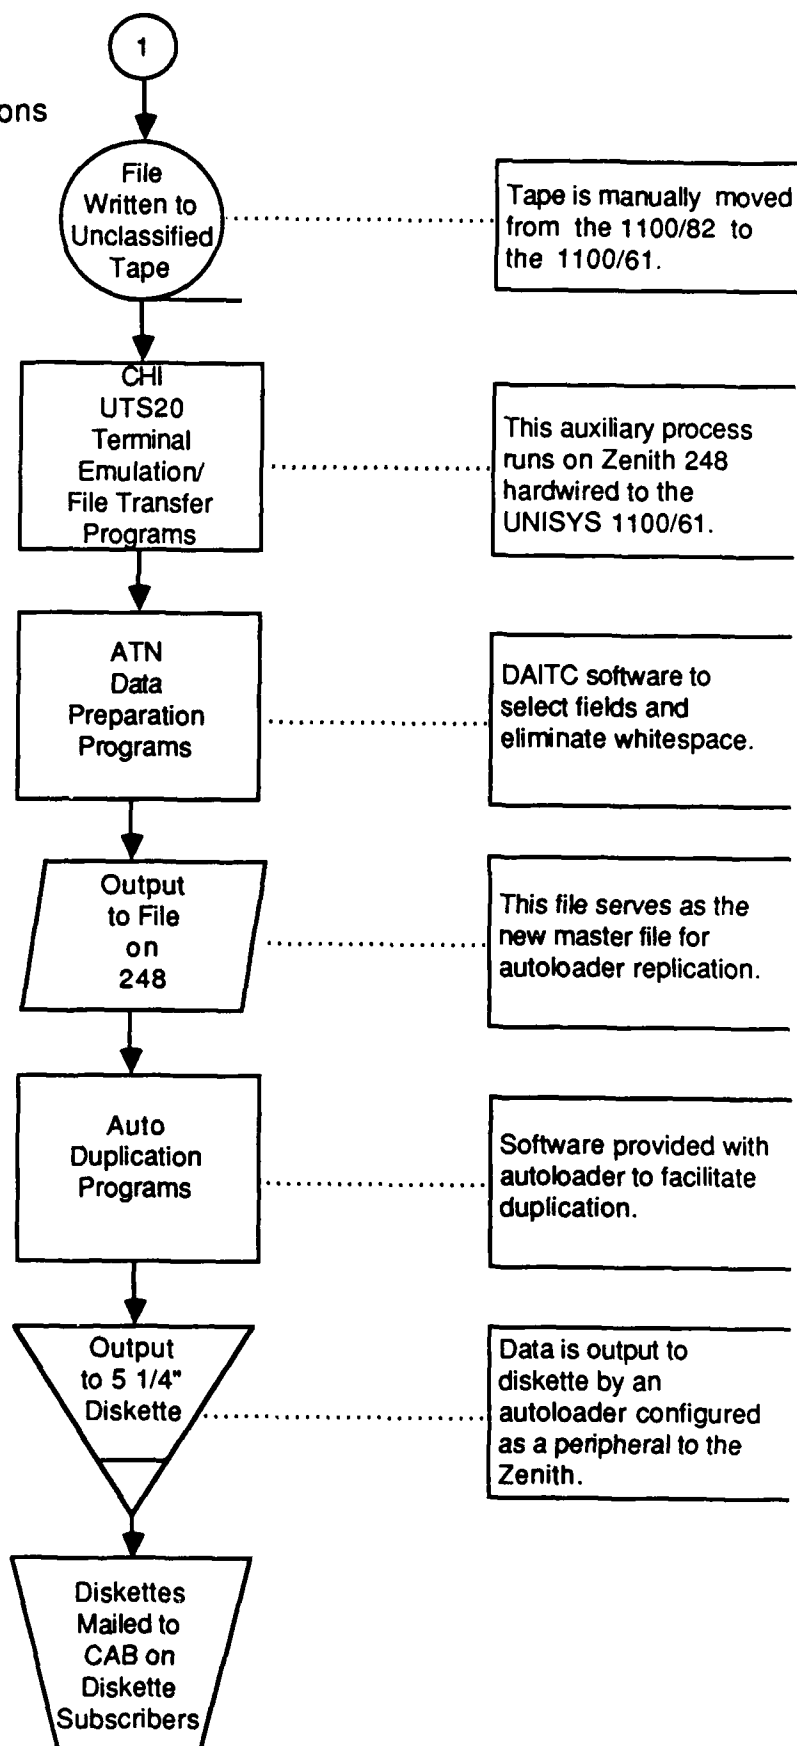 1
ons
File
Written to
Unclassified
Tape
Tape is manually moved
from the 1100/82 to
the 1100/61.
CHI
UTS20
Terminal
Emulation/
File Transfer
Programs
This auxiliary process
runs on Zenith 248
hardwired to the
UNISYS 1100/61.
ATN
Data
Preparation
Programs
DAITC software to
select fields and
eliminate whitespace.
Output
to File
on
248
This file serves as the
new master file for
autoloader replication.
Auto
Duplication
Programs
Software provided with
autoloader to facilitate
duplication.
Output
to 5 1/4"
Diskette
Data is output to
diskette by an
autoloader configured
as a peripheral to the
Zenith.
Diskettes
Mailed to
CAB on
Diskette
Subscribers